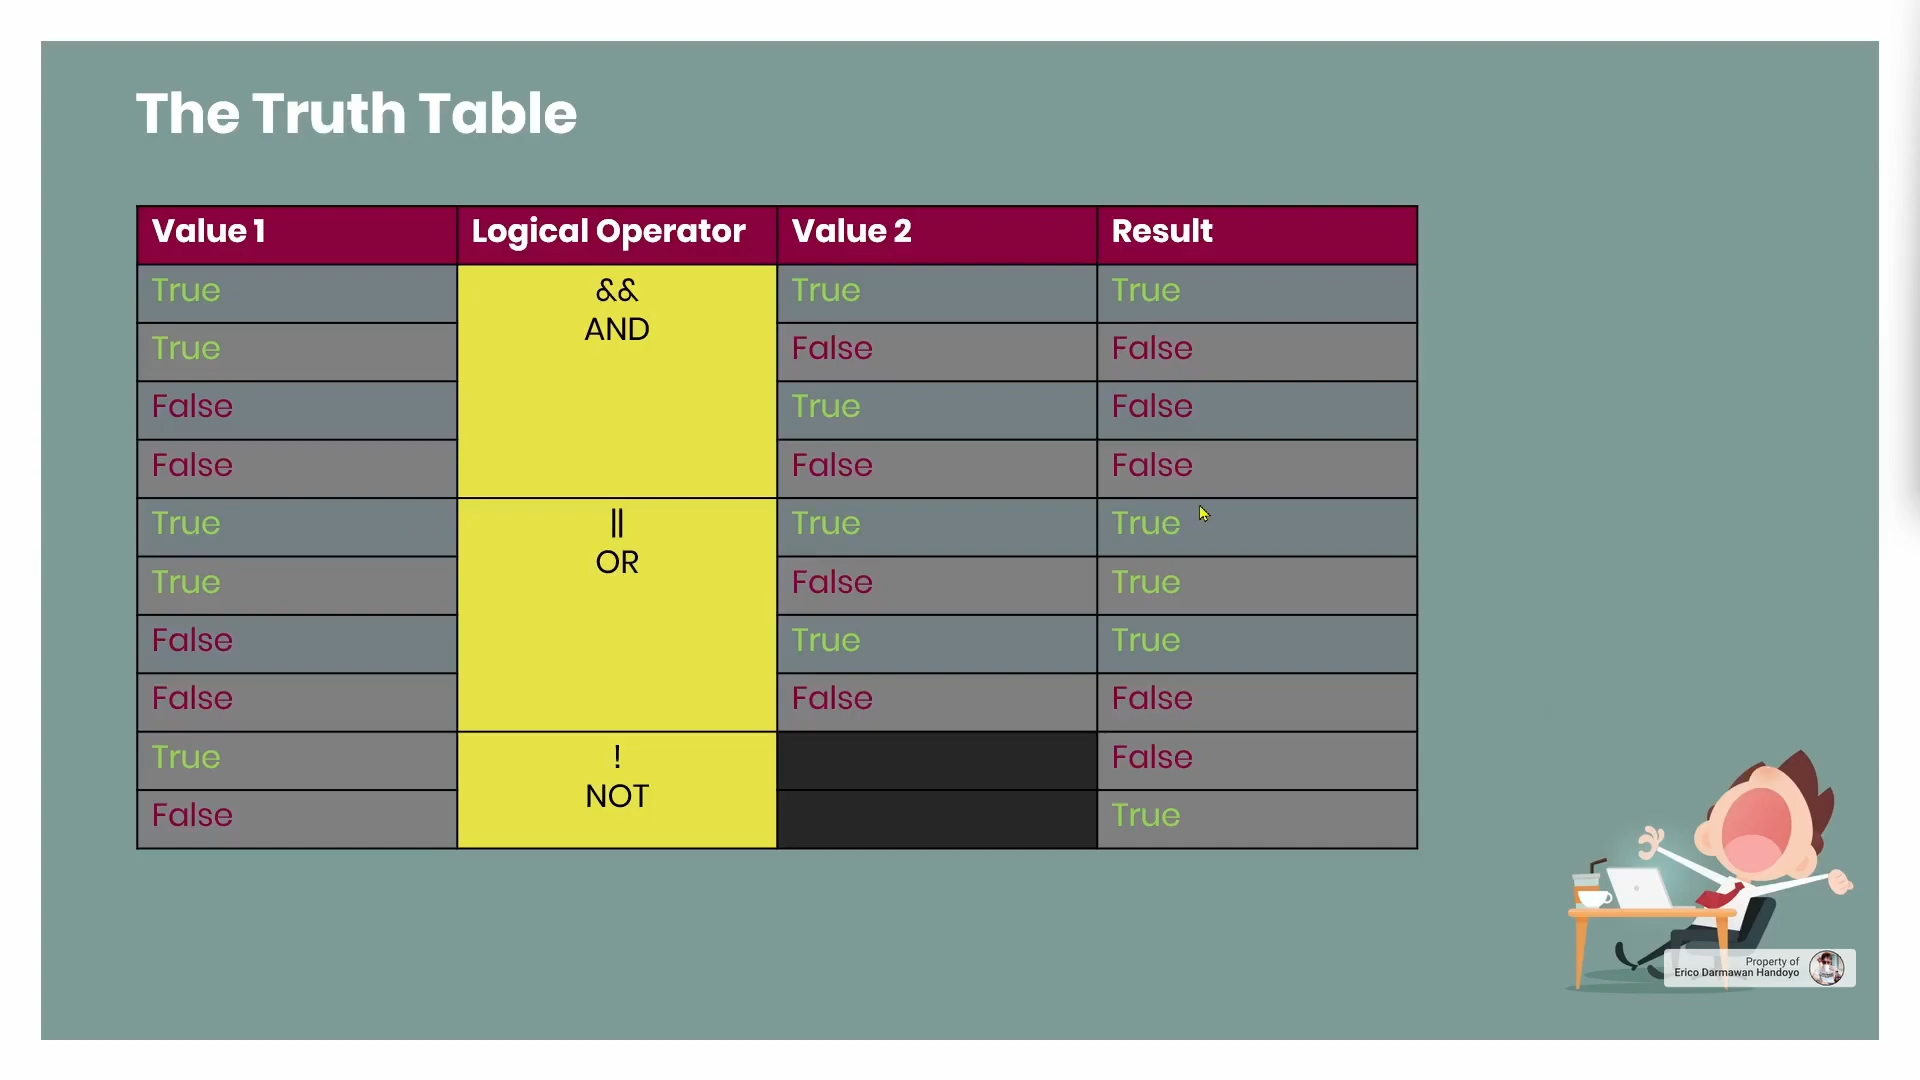 The Truth Table
Value 1 Logical Operator Value 2 Result
True && True True
AND
True False False
False True False
False False False
True || True True
OR
True False True
False True True
False False False
True ! False
NOT
False True
Property of
Erico Darmawan Handoyo